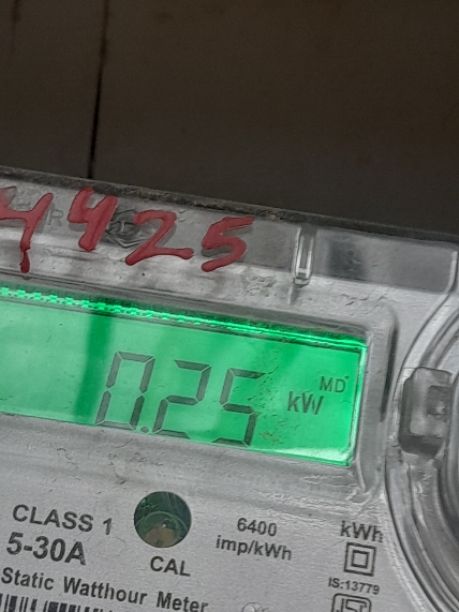 4425
0.25 kW MD
CLASS 1
5-30A
Static Watthour Meter
CAL
6400
imp/kWh
kWh
IS:13779